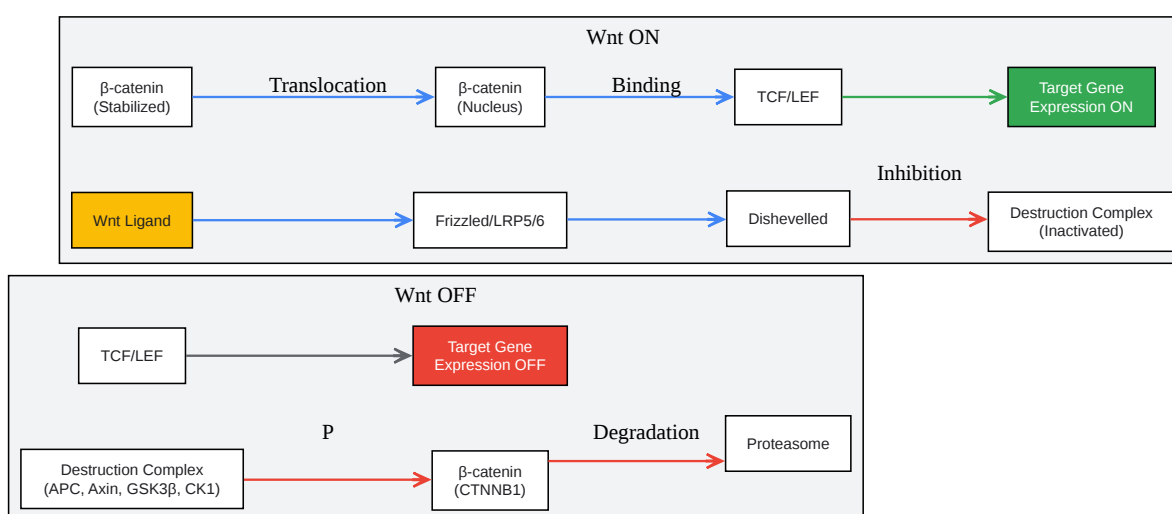 Wnt ON
β-catenin
(Stabilized)
Translocation
β-catenin
(Nucleus)
Binding
TCF/LEF
Target Gene
Expression ON
Wnt Ligand
Frizzled/LRP5/6
Dishevelled
Inhibition
Destruction Complex
(Inactivated)
Wnt OFF
TCF/LEF
Target Gene
Expression OFF
Destruction Complex
(APC, Axin, GSK3β, CK1)
P
β-catenin
(CTNNB1)
Degradation
Proteasome